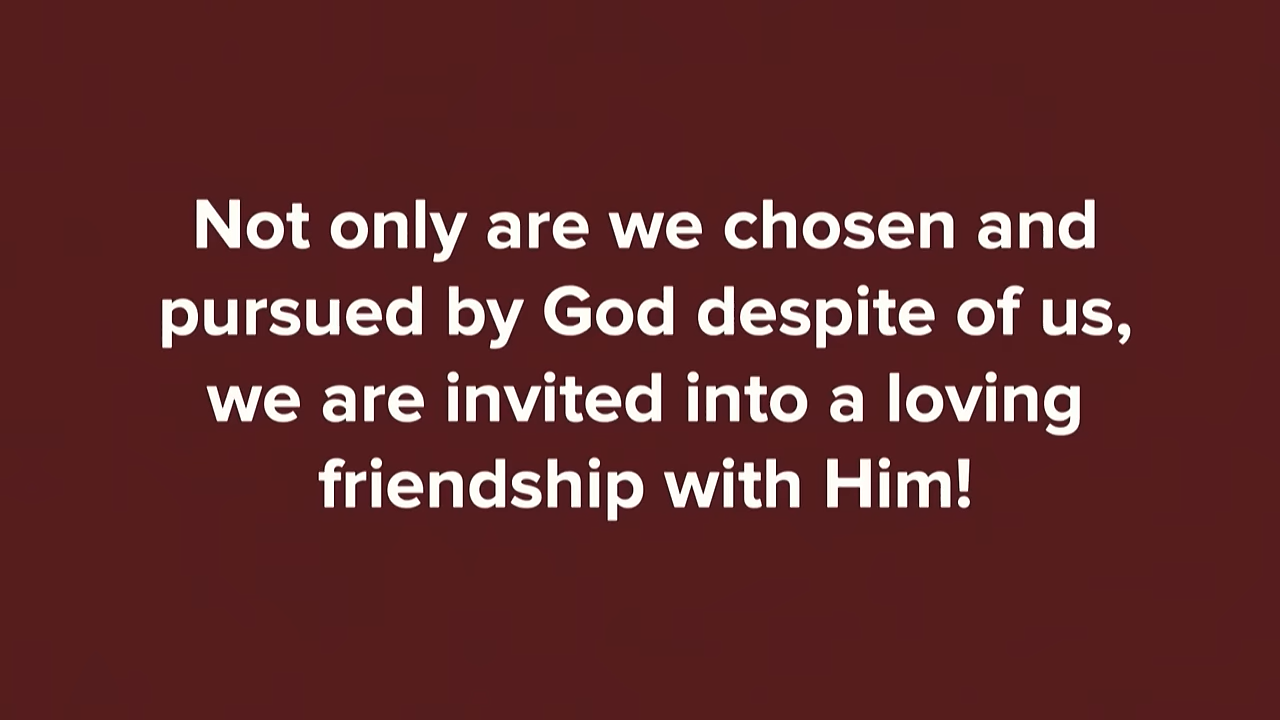 Not only are we chosen and
pursued by God despite of us,
we are invited into a loving
friendship with Him!